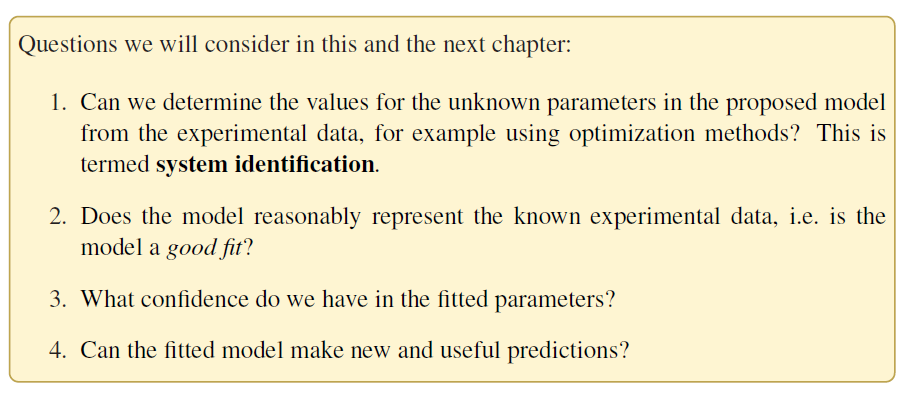 Questions we will consider in this and the next chapter:
1. Can we determine the values for the unknown parameters in the proposed model
from the experimental data, for example using optimization methods? This is
termed system identification.
2. Does the model reasonably represent the known experimental data, i.e. is the
model a good fit?
3. What confidence do we have in the fitted parameters?
4. Can the fitted model make new and useful predictions?